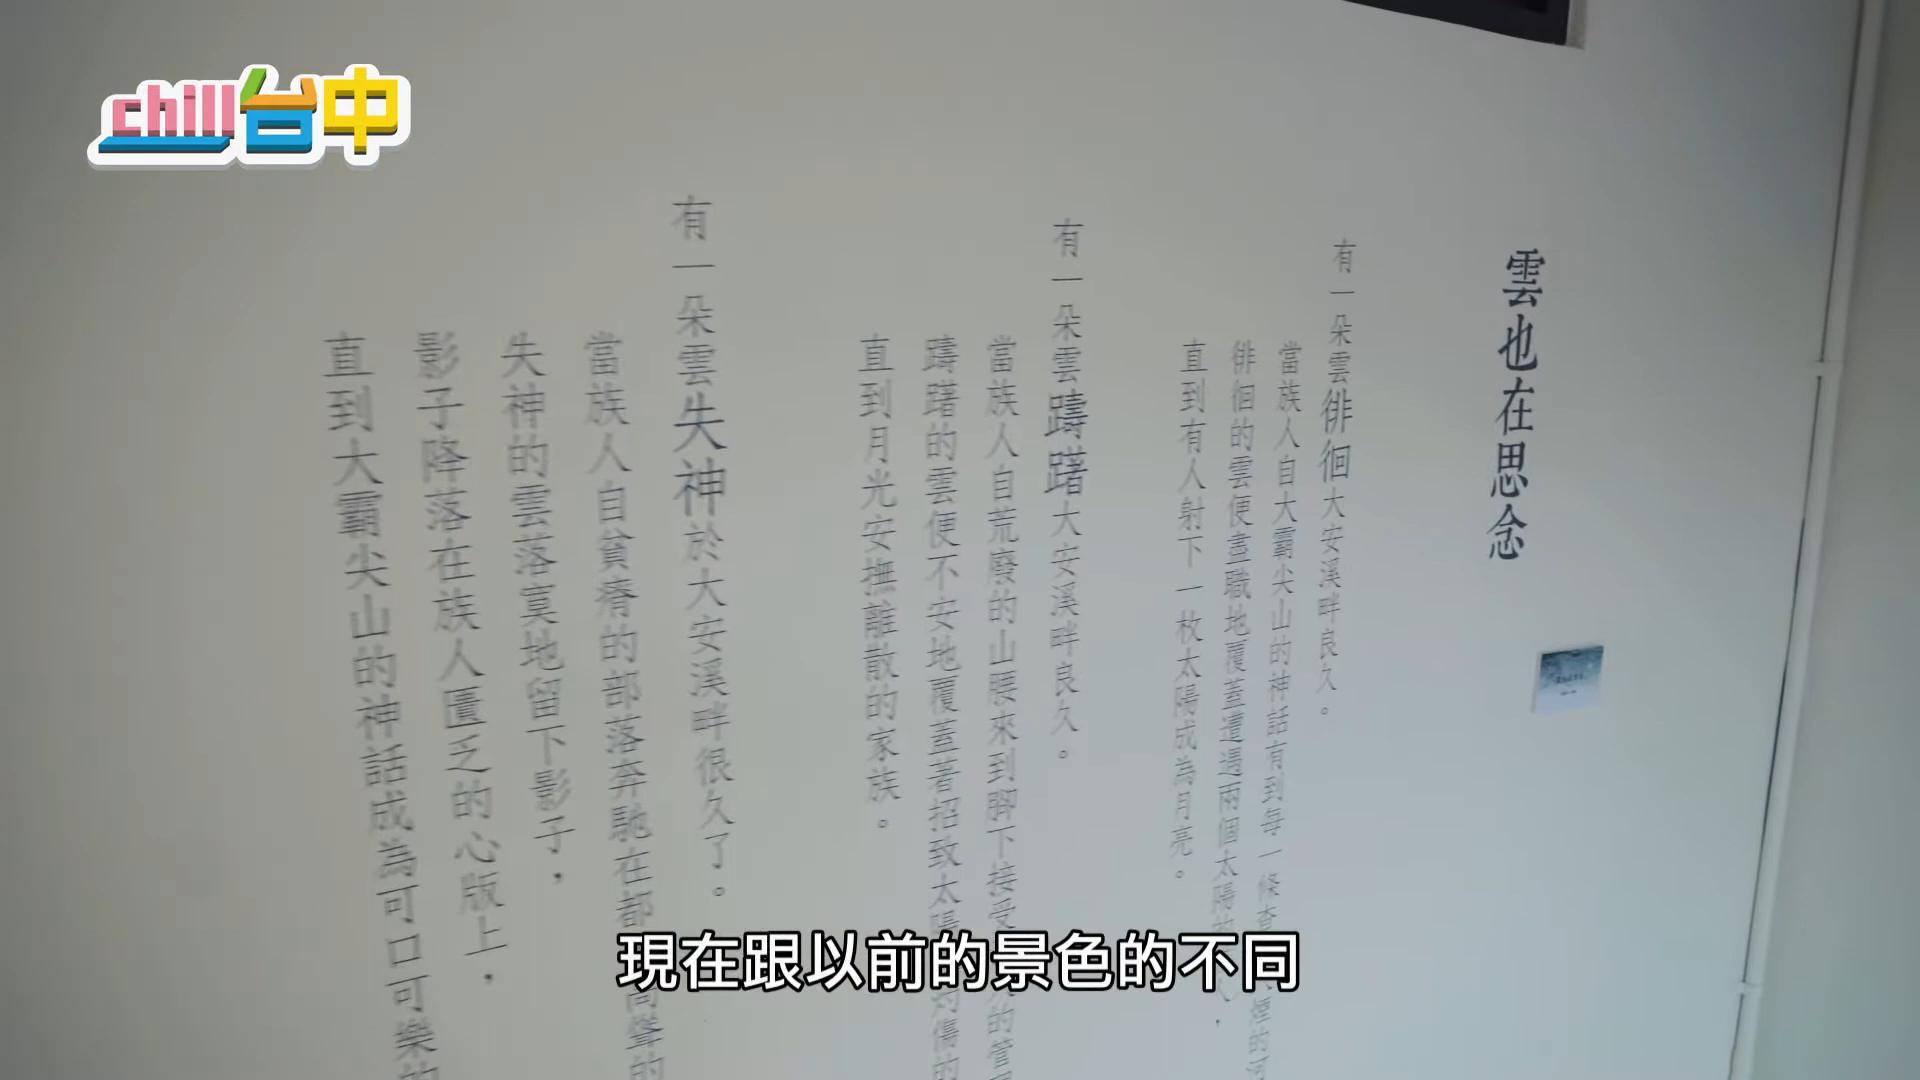 chill台中
雲也在思念
有一朵雲徘徊大安溪畔良久。
當族人自大霸尖山的神話有到每一條
徘徊的雲便盡職地覆蓋遭遇兩個太陽的
直到有人射下一枚太陽成為月亮。
有一朵雲躊躇大安溪畔良久。
當族人自荒廢的山腰來到腳下接受
躊躇的雲便不安地覆蓋著招致太陽灼傷的
直到月光安撫離散的家族。
有一朵雲失神於大安溪畔很久了。
當族人自貧瘠的部落奔馳在都
失神的雲落寞地留下影子，
影子降落在族人匱乏的心版上，
直到大霸尖山的神話成為可口可樂的
現在跟以前的景色的不同